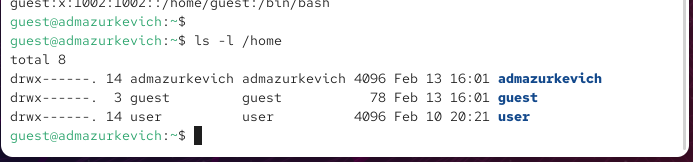 guest:x:1002:1002::/home/guest:/bin/bash
guest@admazurkevich:~$
guest@admazurkevich:~$ ls -l /home
total 8
drwx------. 14 admazurkevich admazurkevich 4096 Feb 13 16:01 admazurkevich
drwx------.  3 guest         guest           78 Feb 13 16:01 guest
drwx------. 14 user          user          4096 Feb 10 20:21 user
guest@admazurkevich:~$